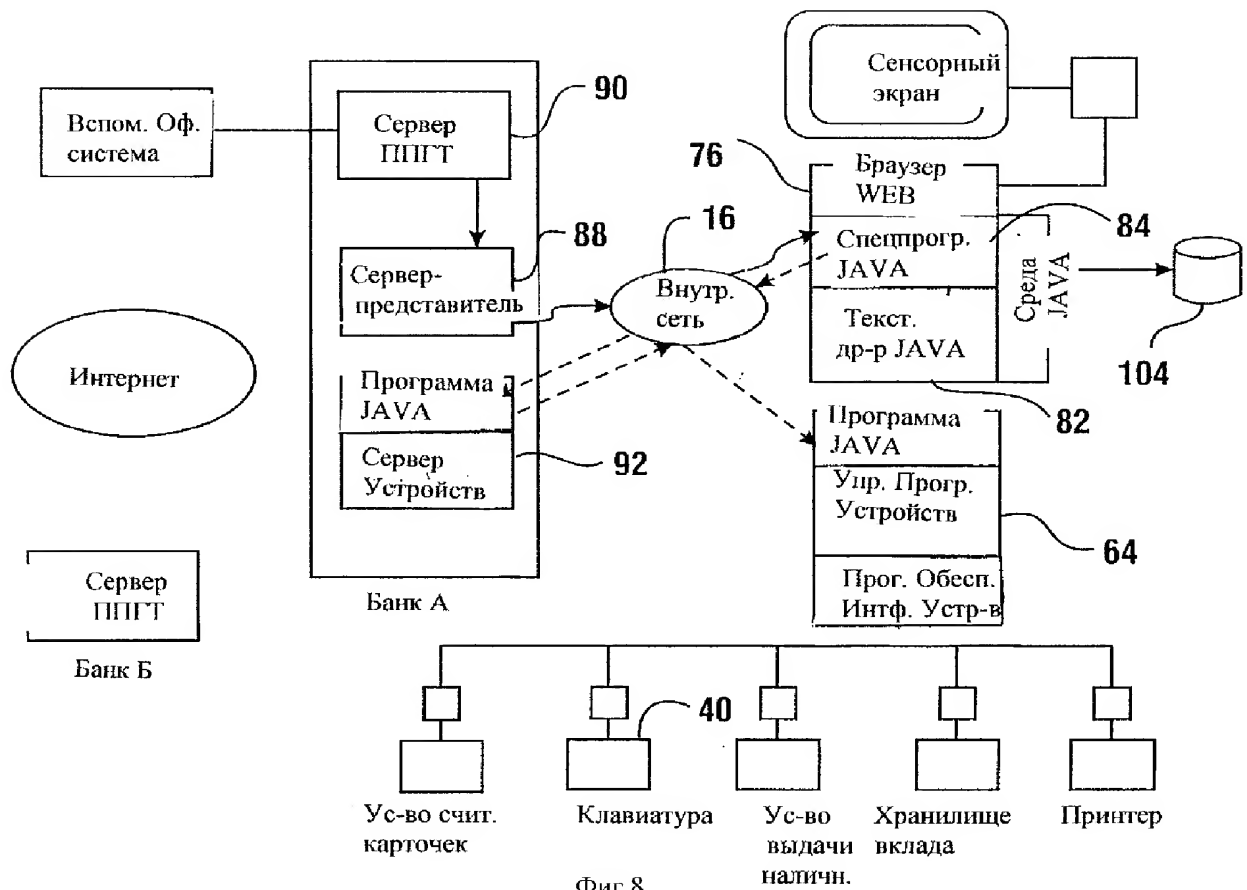 Вспом. Оф.
система
Сервер
ППГТ
90
Сенсорный
экран
76
Браузер
WEB
16
88
Сервер-
представитель
Внутр.
сеть
Спецпрогр.
JAVA
84
Среда
JAVA
Текст.
др-р JAVA
104
82
Интернет
Программа
JAVA
Сервер
Устройств
92
Программа
JAVA
Упр. Прогр.
Устройств
64
Прог. Обесп.
Интф. Устр-в
Банк А
Сервер
ППГТ
Банк Б
40
Ус-во счит.
карточек
Клавиатура
Ус-во
выдачи
наличн.
Хранилище
вклада
Принтер
Фиг.8